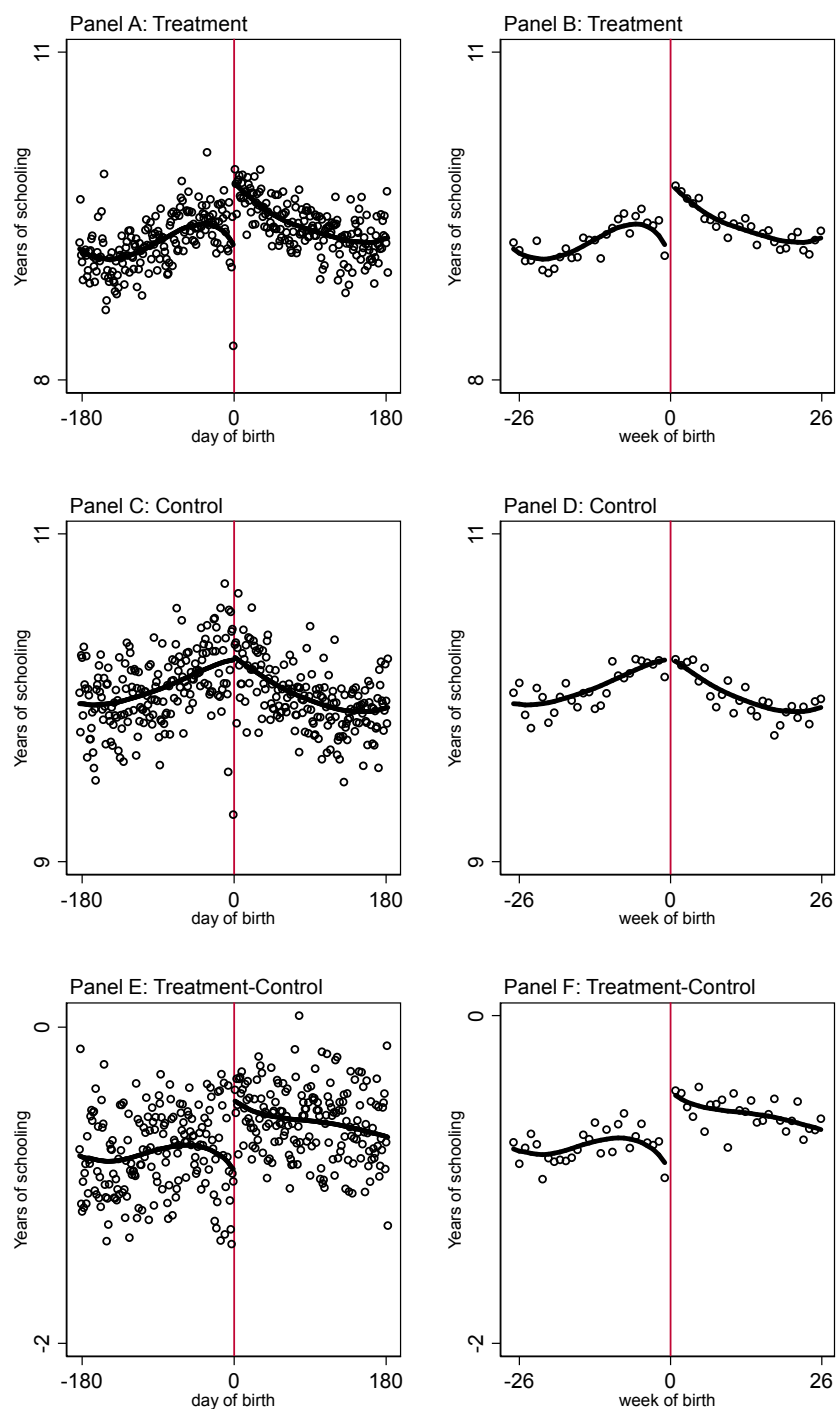 Panel A: Treatment
Years of schooling
11
8
-180
0
180
day of birth
Panel B: Treatment
Years of schooling
11
8
-26
0
26
week of birth
Panel C: Control
Years of schooling
11
9
-180
0
180
day of birth
Panel D: Control
Years of schooling
11
9
-26
0
26
week of birth
Panel E: Treatment-Control
Years of schooling
0
-2
-180
0
180
day of birth
Panel F: Treatment-Control
Years of schooling
0
-2
-26
0
26
week of birth